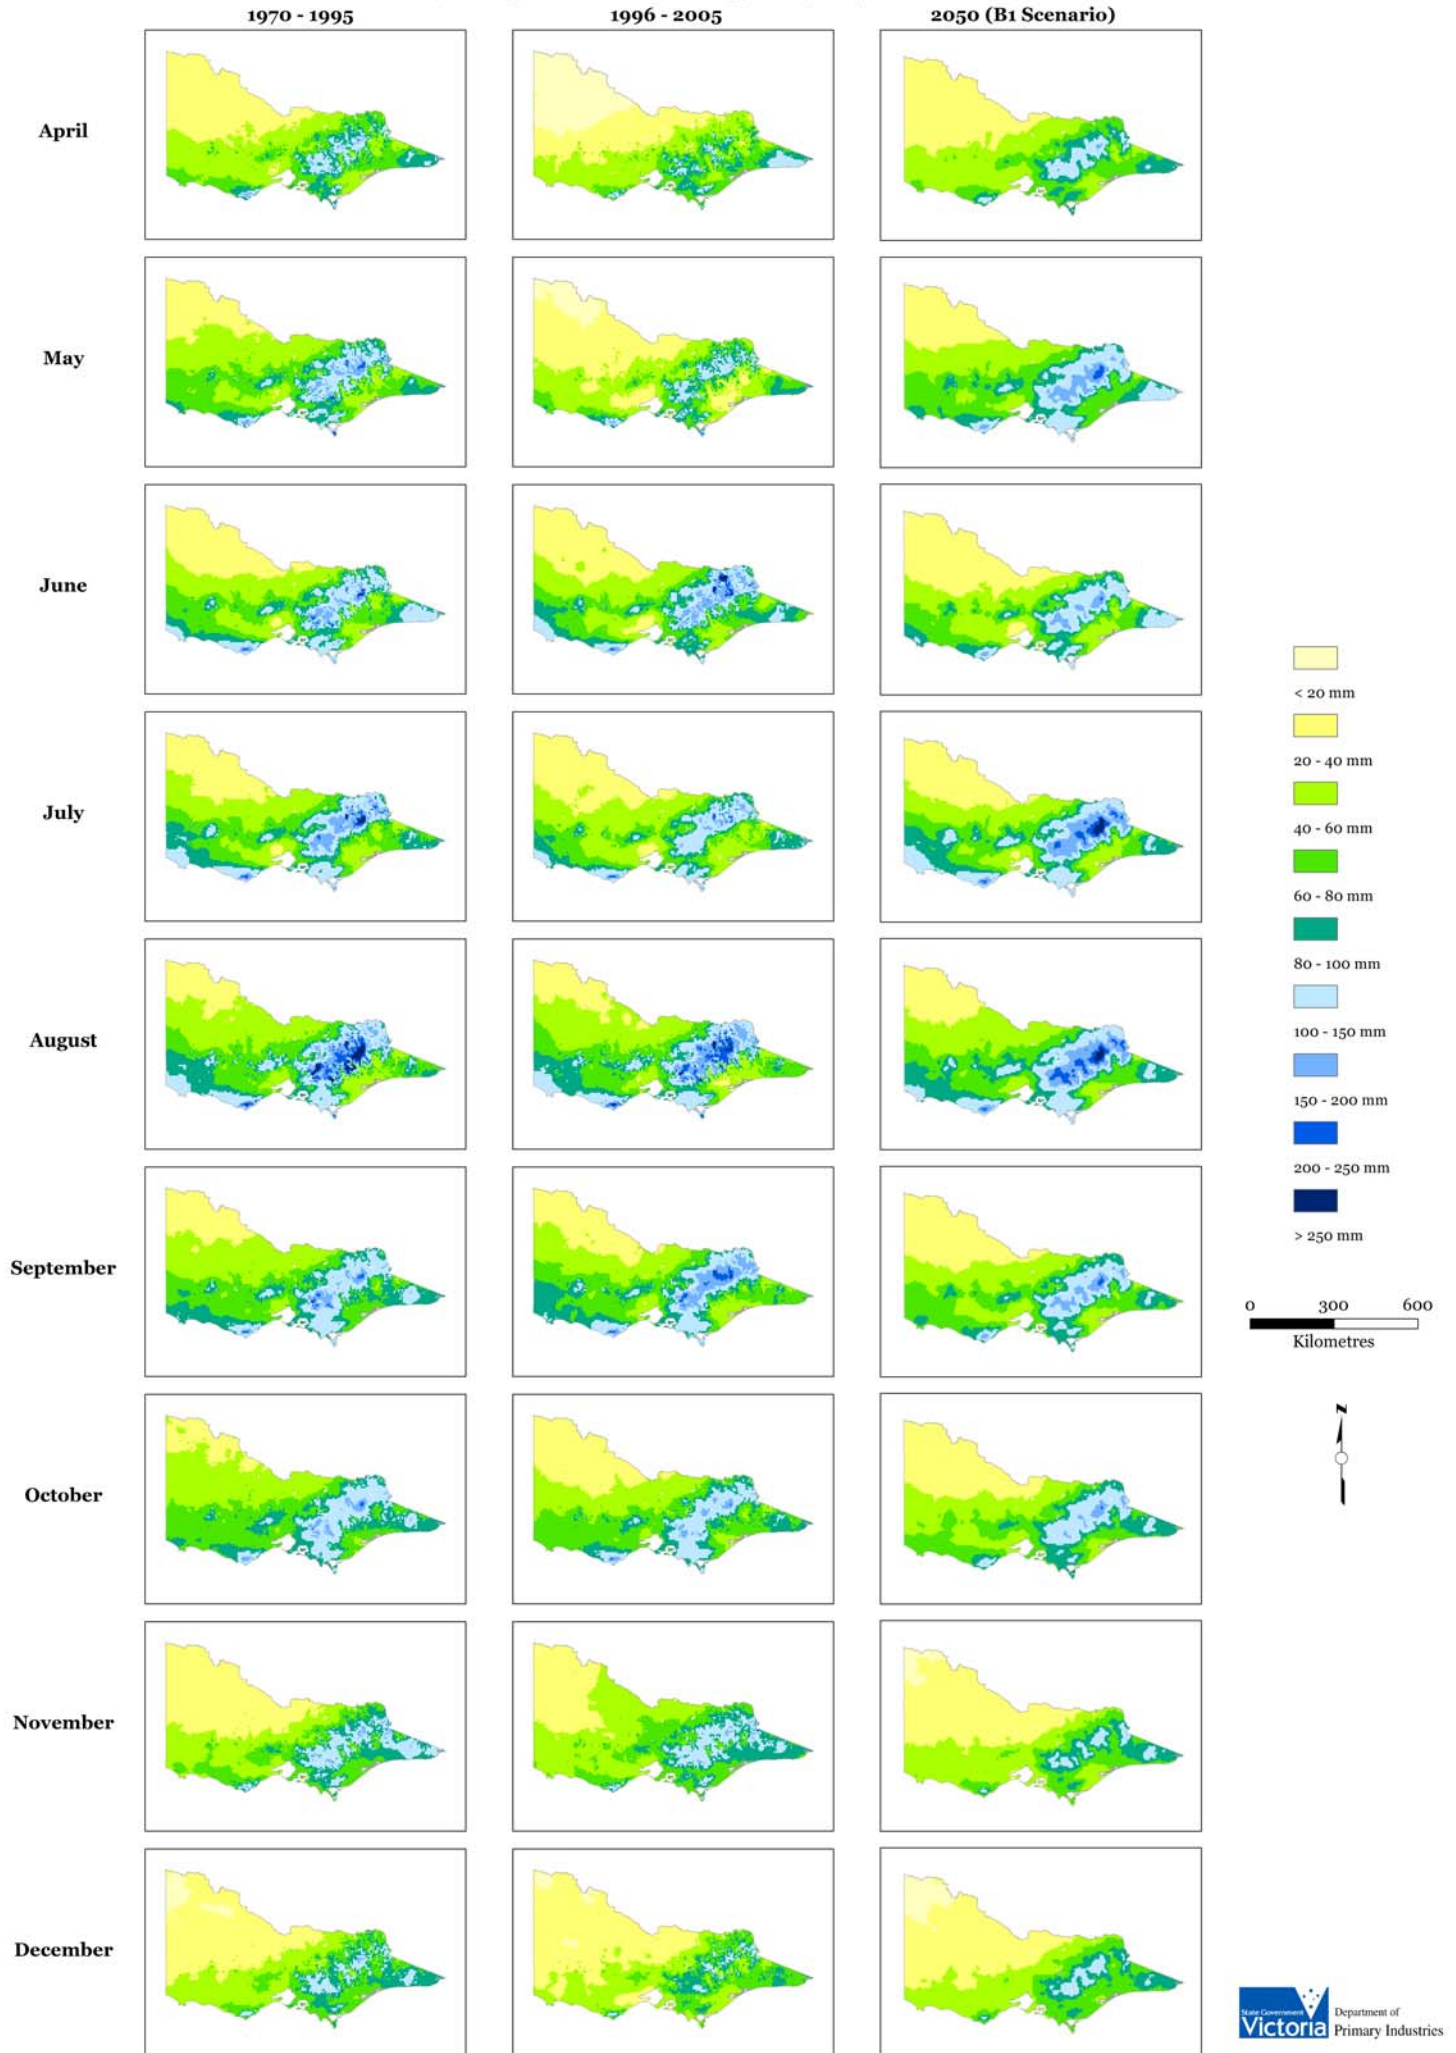 1970 - 1995
1996 - 2005
2050 (B1 Scenario)
April
May
June
July
August
September
October
November
December
< 20 mm
20 - 40 mm
40 - 60 mm
60 - 80 mm
80 - 100 mm
100 - 150 mm
150 - 200 mm
200 - 250 mm
> 250 mm
0 300 600
Kilometres
N
State Government
Victoria
Department of
Primary Industries